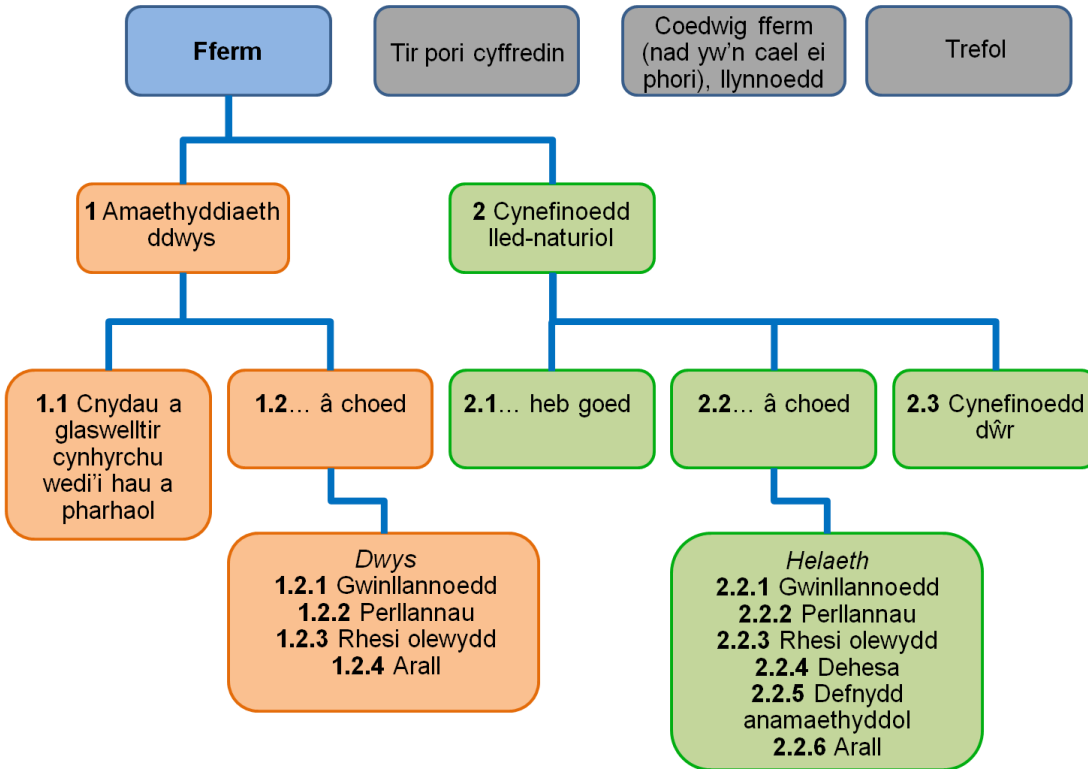 Fferm
Tir pori cyffredin
Coedwig fferm
(nad yw'n cael ei
phori), llynnoedd
Trefol
1 Amaethyddiaeth
ddwys
2 Cynefinoedd
lled-naturiol
1.1 Cnydau a
glaswelltir
cynhyrchu
wedi'i hau a
pharhaol
1.2... â choed
2.1... heb goed
2.2... â choed
2.3 Cynefinoedd
dŵr
Dwys
1.2.1 Gwinllannoedd
1.2.2 Perllannau
1.2.3 Rhesi olewydd
1.2.4 Arall
Helaeth
2.2.1 Gwinllannoedd
2.2.2 Perllannau
2.2.3 Rhesi olewydd
2.2.4 Dehesa
2.2.5 Defnydd
anamaethyddol
2.2.6 Arall